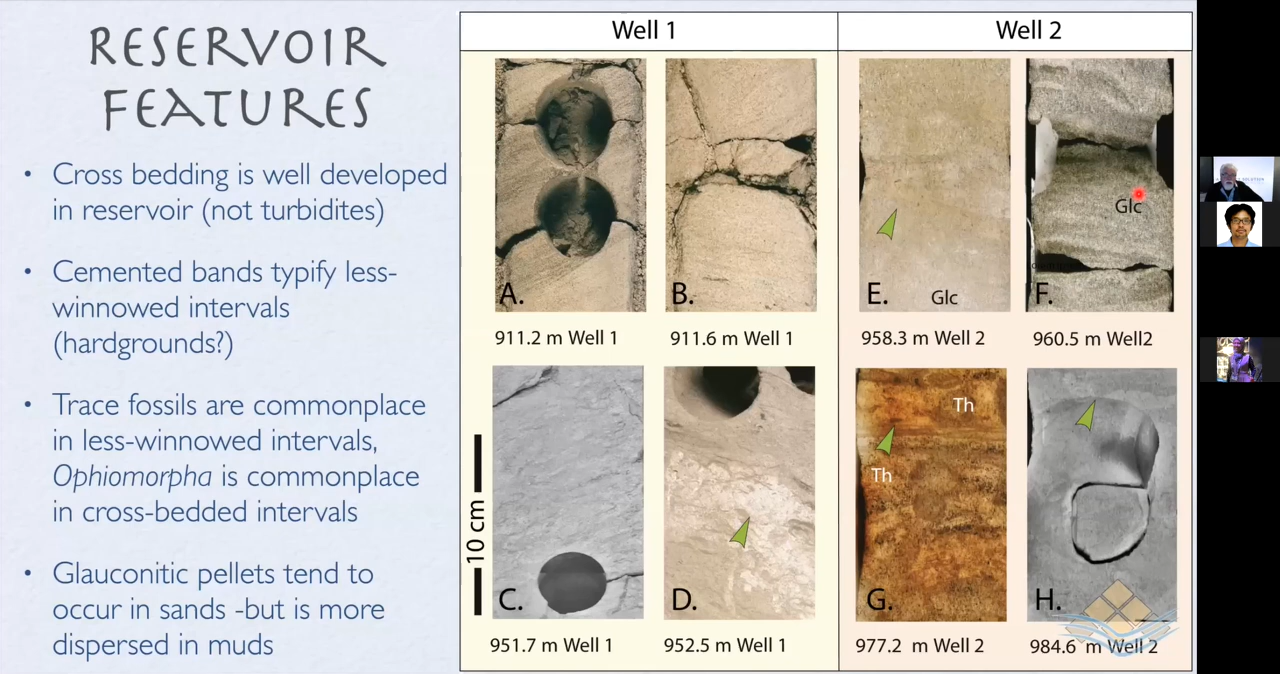 RESERVOIR
FEATURES
• Cross bedding is well developed
in reservoir (not turbidites)
• Cemented bands typify less-
winnowed intervals
(hardgrounds?)
• Trace fossils are commonplace
in less-winnowed intervals,
Ophiomorpha is commonplace
in cross-bedded intervals
• Glauconitic pellets tend to
occur in sands -but is more
dispersed in muds
Well 1
Well 2
A.
B.
E.
Glc
Glc
F.
911.2 m Well 1
911.6 m Well 1
958.3 m Well 2
960.5 m Well2
10 cm
C.
D.
Th
Th
G.
H.
951.7 m Well 1
952.5 m Well 1
977.2 m Well 2
984.6 m Well 2